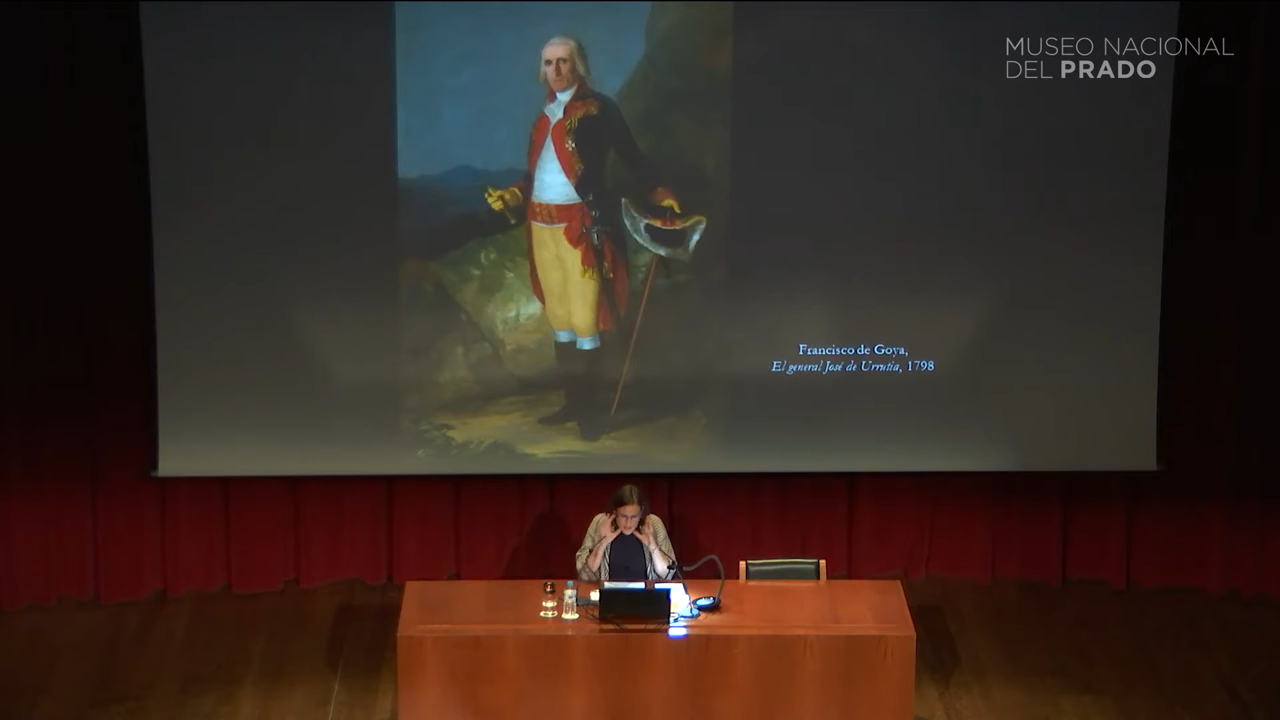 MUSEO NACIONAL
DEL PRADO
Francisco de Goya,
El general José de Urrutia, 1798